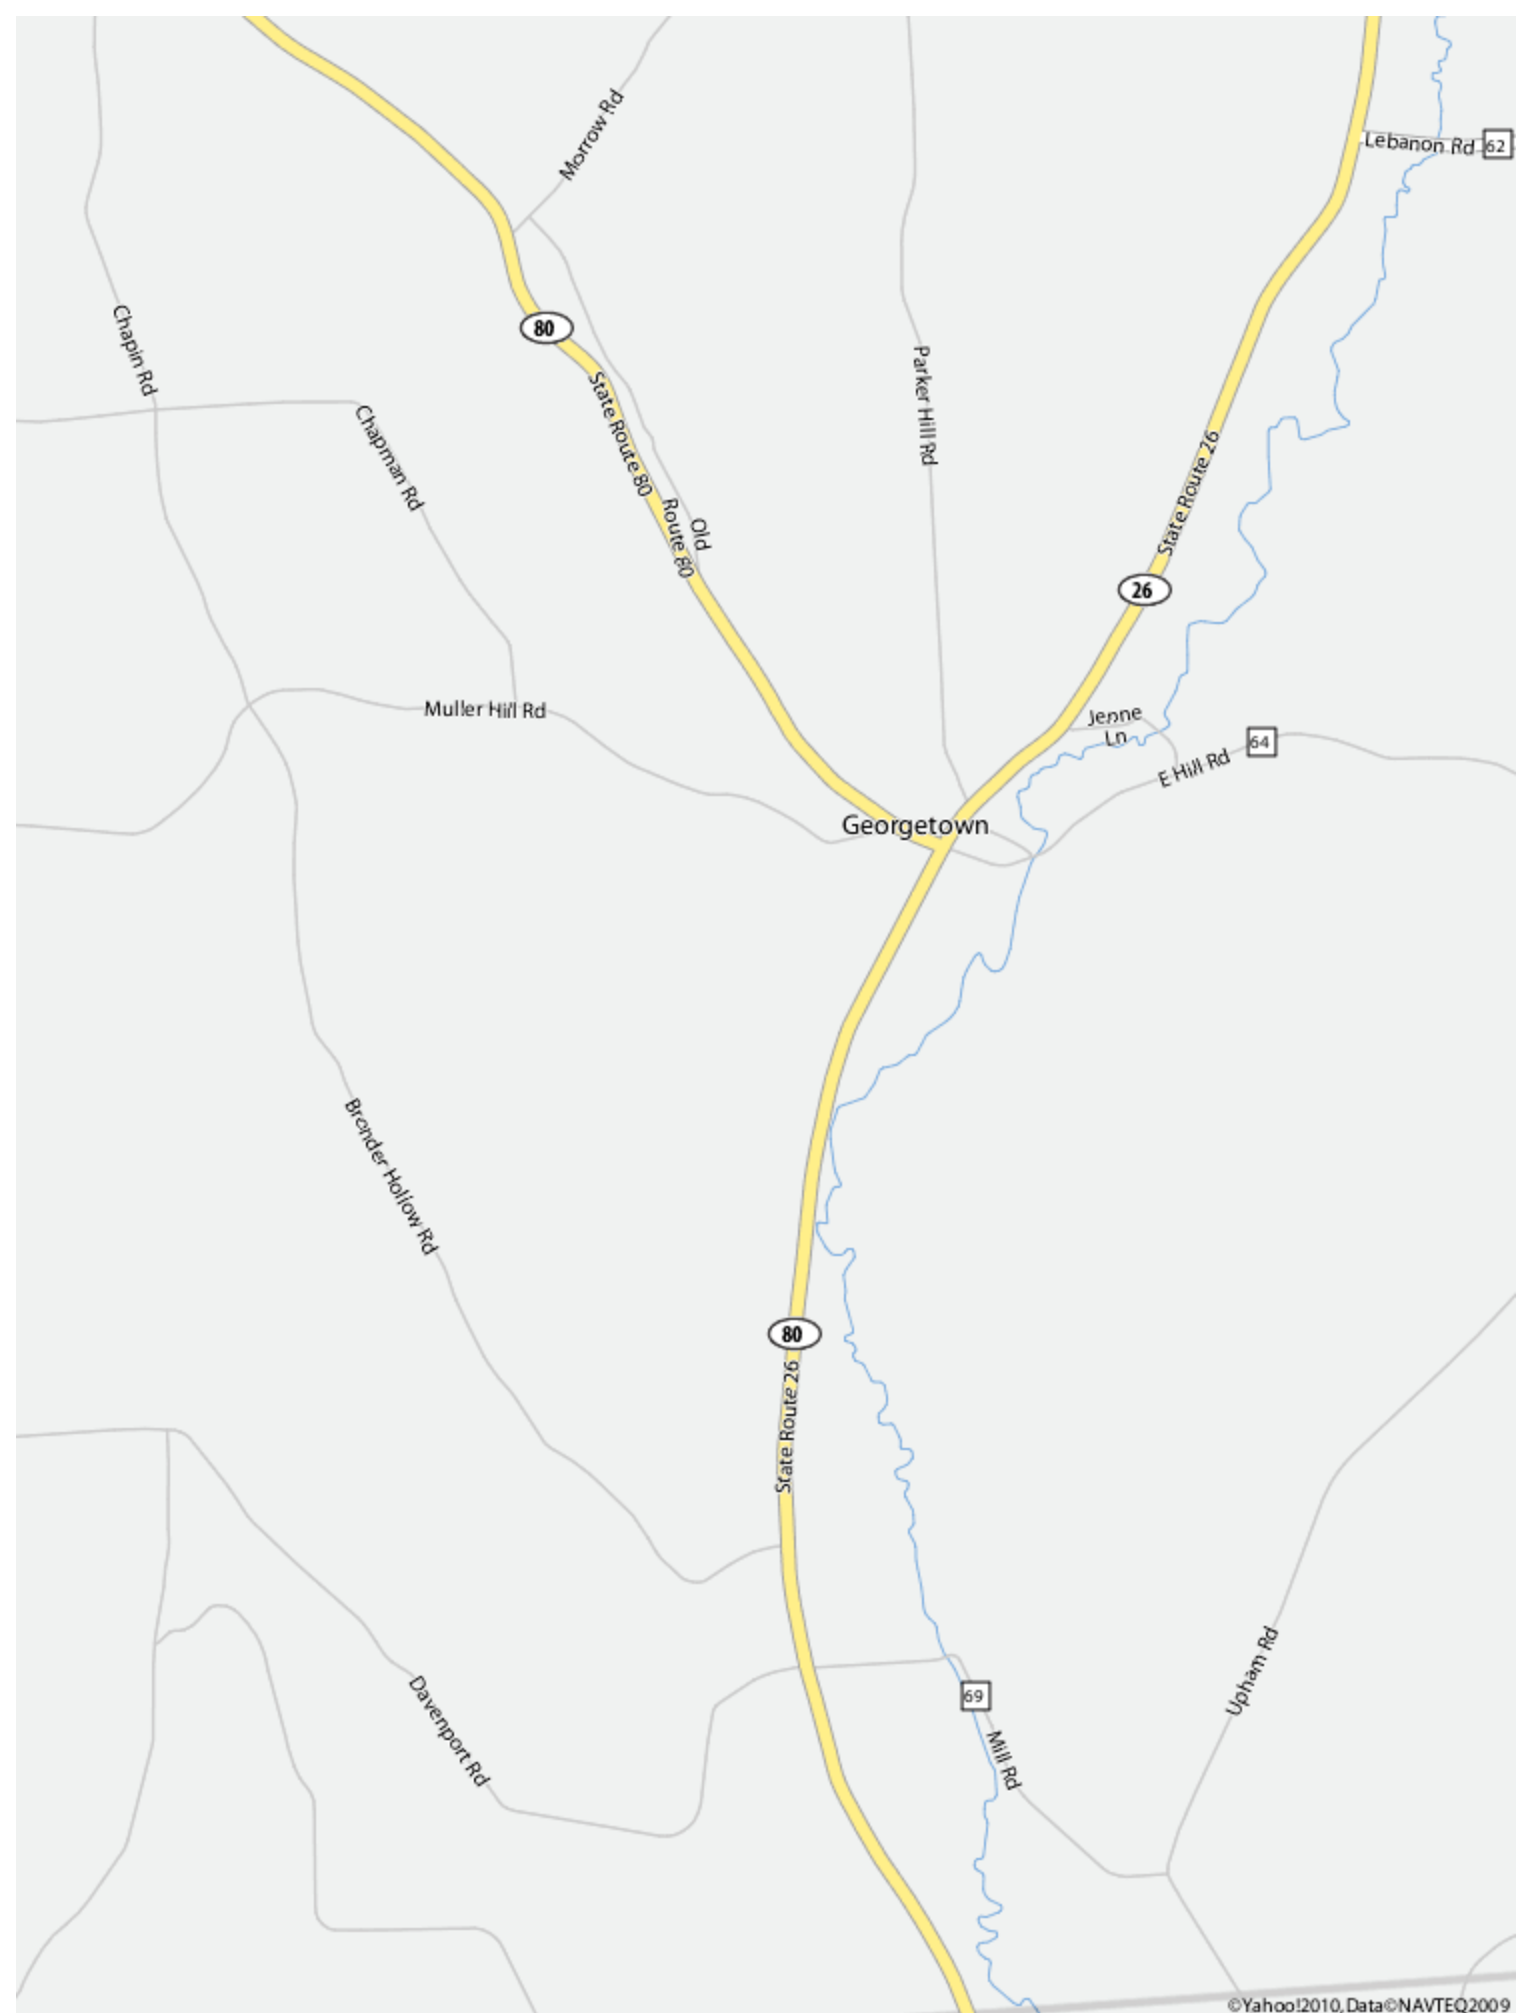 Morrow Rd
Lebanon Rd
62
Chapin Rd
80
Parker Hill Rd
State Route 80
Chapman Rd
State Route 26
Old
Route 80
26
Muller Hill Rd
Jenne
Ln
64
E Hill Rd
Georgetown
Bronder Hollow Rd
80
State Route 26
Upham Rd
69
Davenport Rd
Mill Rd
©Yahoo!2010,Data©NAVTEQ2009